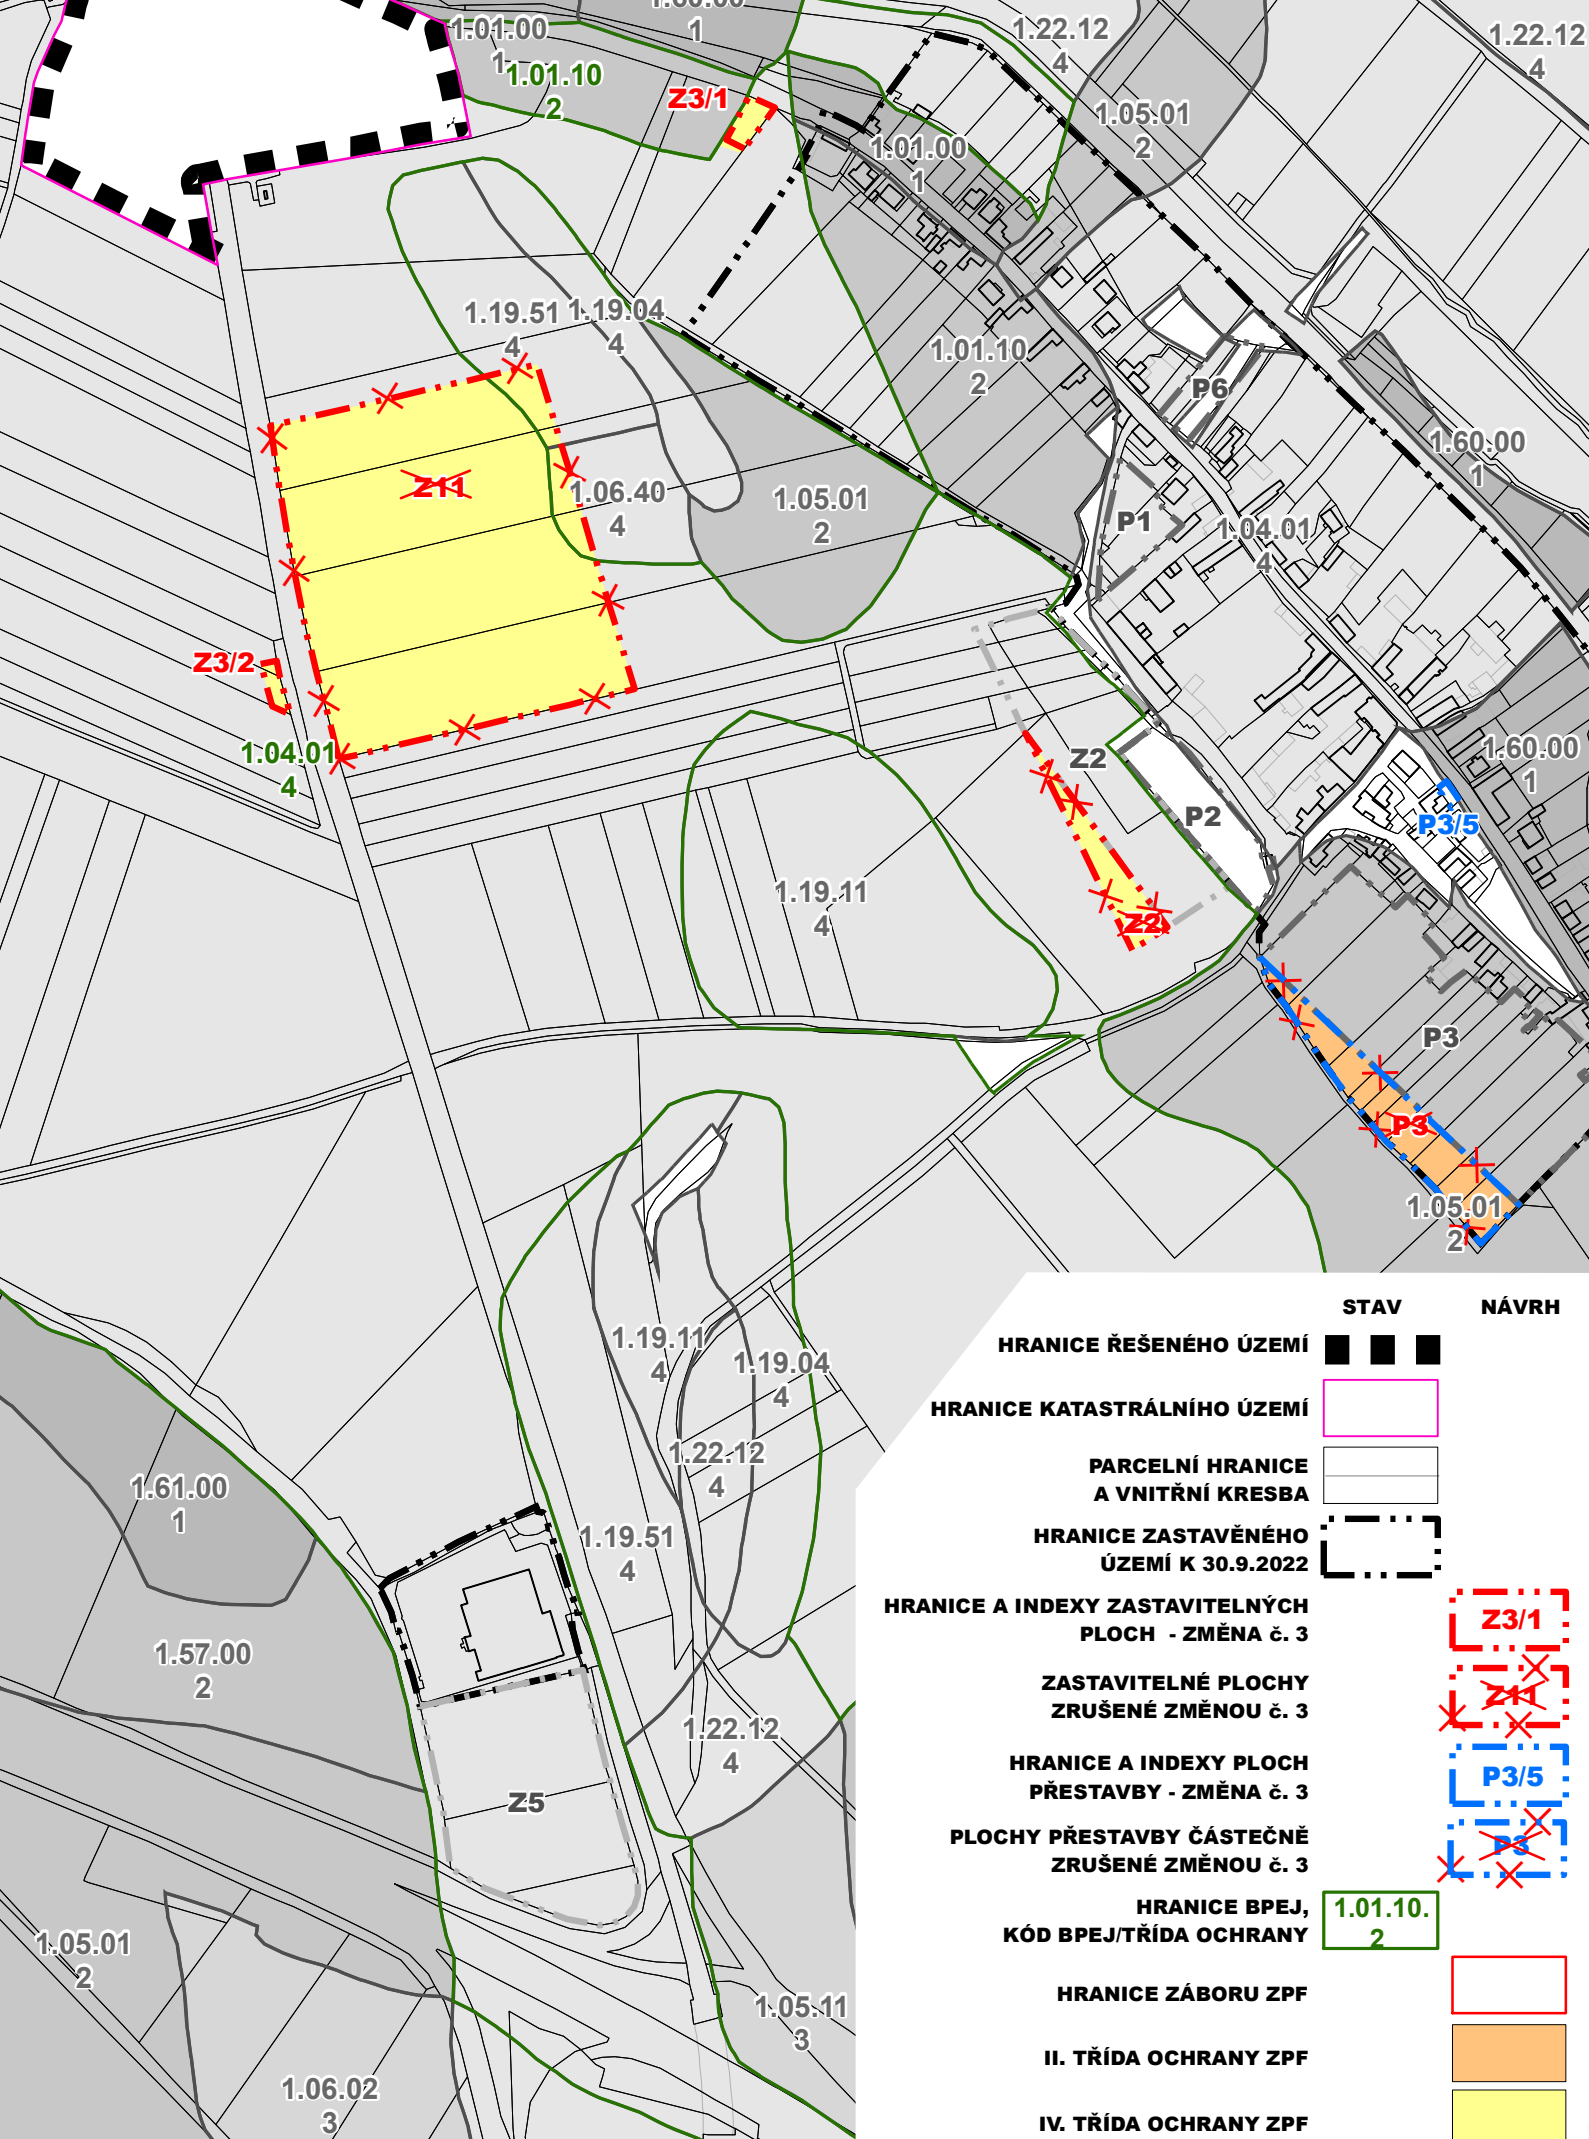 1.60.00
1
1.01.00
1
1.01.10
2
1.22.12
4
1.22.12
4
Z3/1
1.05.01
2
1.01.00
1
1.19.51
4
1.19.04
4
1.01.10
2
P6
1.60.00
1
Z11
1.06.40
4
1.05.01
2
P1
1.04.01
4
Z3/2
1.04.01
4
Z2
1.60.00
1
P2
P3/5
1.19.11
4
Z2
P3
P3
1.05.01
2
1.19.11
4
1.19.04
4
1.22.12
4
1.61.00
1
1.19.51
4
1.57.00
2
1.22.12
4
Z5
1.05.01
2
1.05.11
3
1.06.02
3
STAV NÁVRH
HRANICE ŘEŠENÉHO ÚZEMÍ
HRANICE KATASTRÁLNÍHO ÚZEMÍ
PARCELNÍ HRANICE
A VNITŘNÍ KRESBA
HRANICE ZASTAVĚNÉHO
ÚZEMÍ K 30.9.2022
HRANICE A INDEXY ZASTAVITELNÝCH
PLOCH - ZMĚNA č. 3
Z3/1
ZASTAVITELNÉ PLOCHY
ZRUŠENÉ ZMĚNOU č. 3
Z11
HRANICE A INDEXY PLOCH
PŘESTAVBY - ZMĚNA č. 3
P3/5
PLOCHY PŘESTAVBY ČÁSTEČNĚ
ZRUŠENÉ ZMĚNOU č. 3
P3
HRANICE BPEJ,
KÓD BPEJ/TŘÍDA OCHRANY
1.01.10.
2
HRANICE ZÁBORU ZPF
II. TŘÍDA OCHRANY ZPF
IV. TŘÍDA OCHRANY ZPF